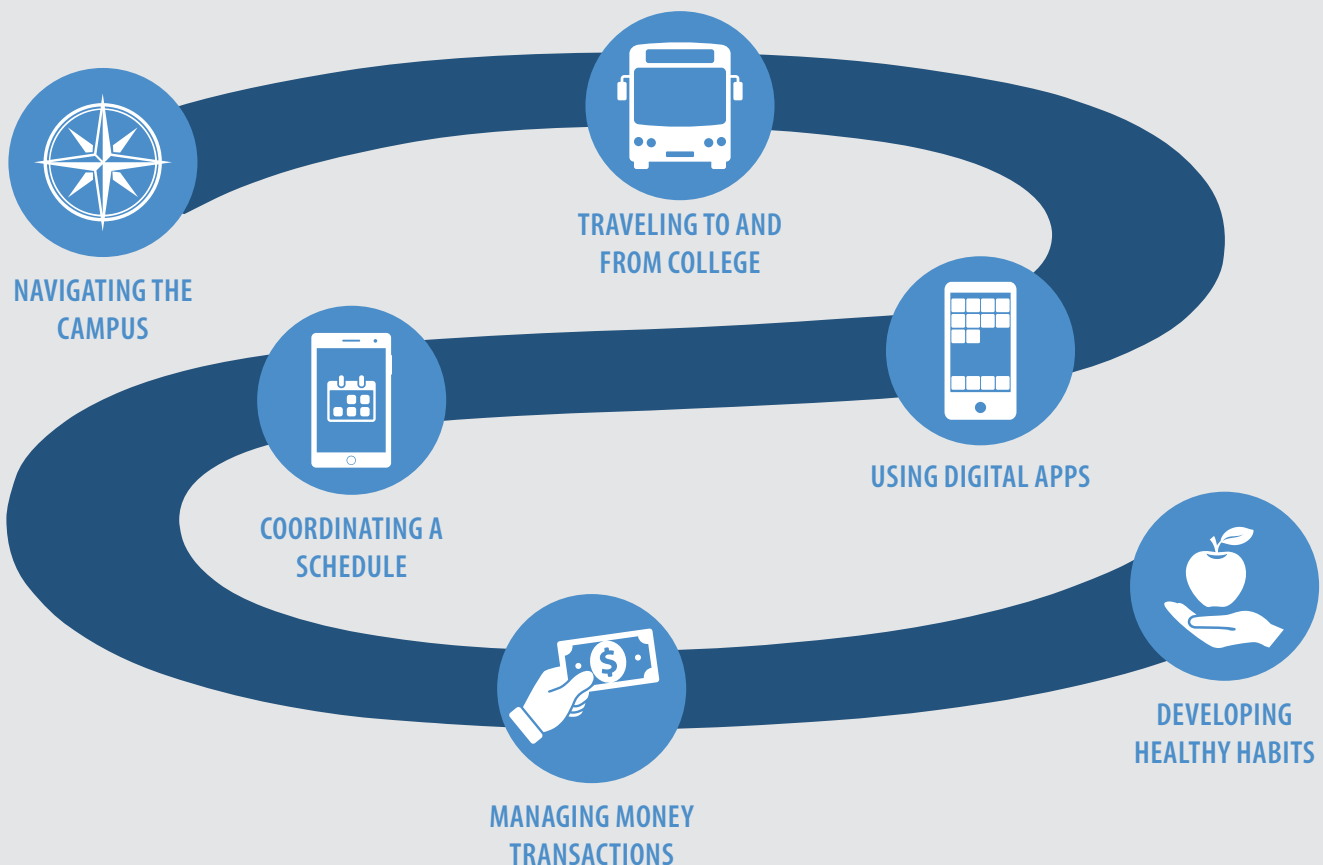 NAVIGATING THE
CAMPUS
TRAVELING TO AND
FROM COLLEGE
USING DIGITAL APPS
COORDINATING A
SCHEDULE
$
MANAGING MONEY
TRANSACTIONS
DEVELOPING
HEALTHY HABITS